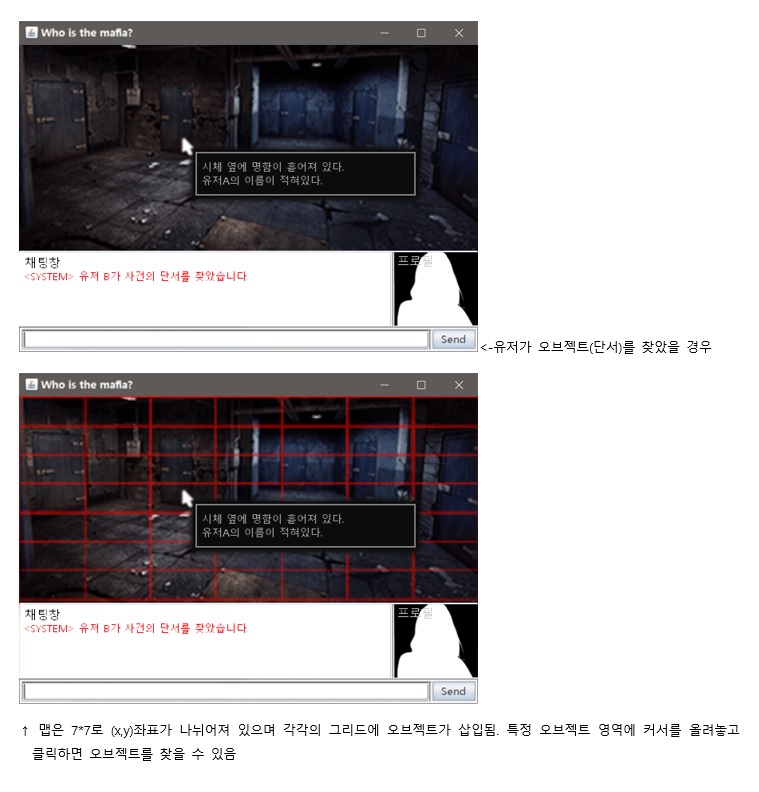 Who is the mafia?
시체 옆에 명함이 흩어져 있다.
유저A의 이름이 적혀있다.
채팅창
프로필
<SYSTEM> 유저 B가 사건의 단서를 찾았습니다.
Send
<-유저가 오브젝트(단서)를 찾았을 경우
Who is the mafia?
시체 옆에 명함이 흩어져 있다.
유저A의 이름이 적혀있다.
채팅창
프로필
<SYSTEM> 유저 B가 사건의 단서를 찾았습니다.
Send
↑ 맵은 7*7로 (x,y)좌표가 나뉘어져 있으며 각각의 그리드에 오브젝트가 삽입됨. 특정 오브젝트 영역에 커서를 올려놓고
클릭하면 오브젝트를 찾을 수 있음